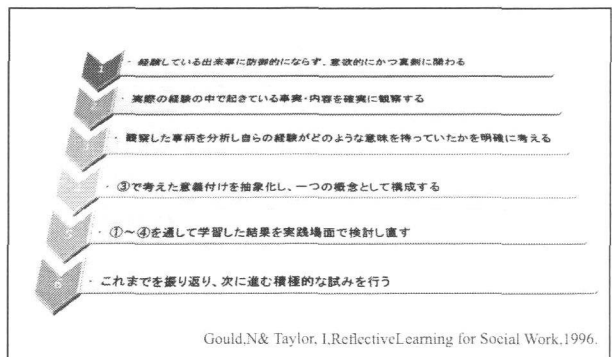 1 ・経験している出来事に防御的にならず、意欲的にかつ真剣に関わる
2 ・実際の経験の中で起きている事実・内容を確実に観察する
3 ・観察した事柄を分析し自らの経験がどのような意味を持っていたかを明確に考える
・③で考えた意義付けを抽象化し、一つの概念として構成する
5 ・①～④を通して学習した結果を実践場面で検討し直す
6 ・これまでを振り返り、次に進む積極的な試みを行う
Gould,N& Taylor, I,ReflectiveLearning for Social Work,1996.